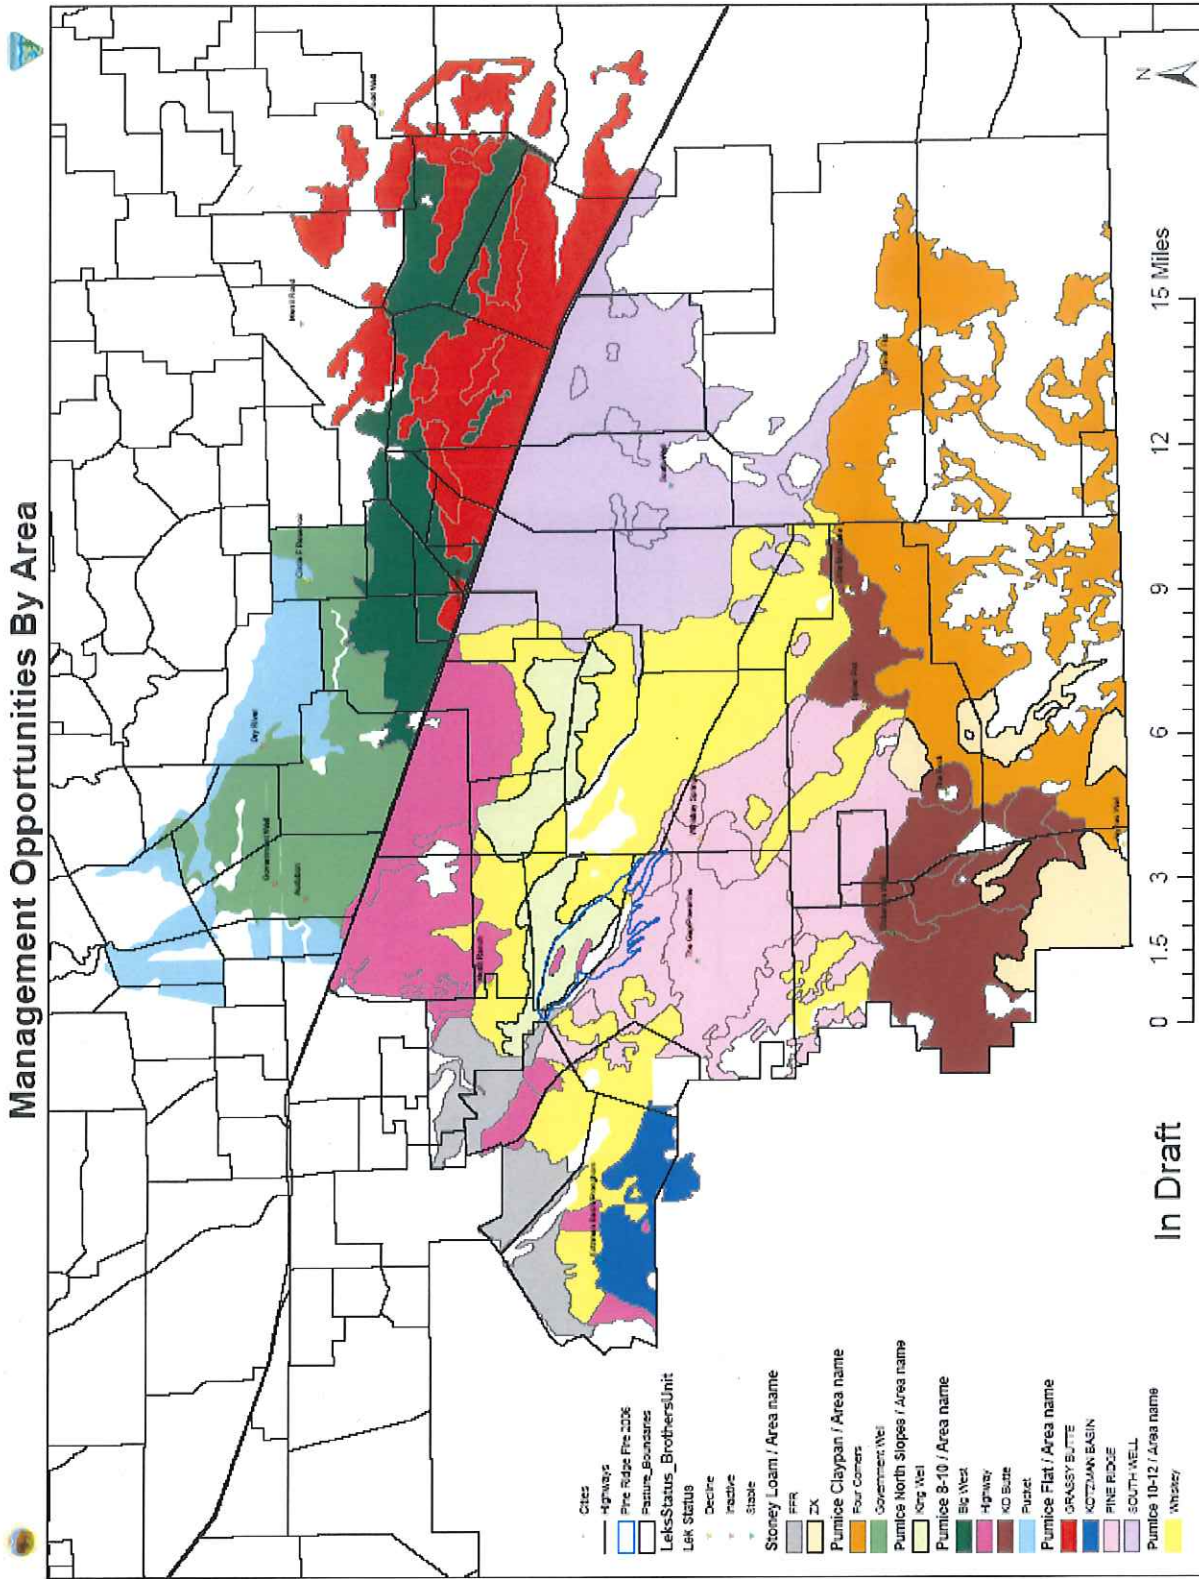 Management Opportunities By Area
Dry River
Government Well
Circle F Reservoir
Whiskey Springs
Cities
Highways
Pine Ridge Fire 2006
Pasture_Boundaries
LeksStatus_BrothersUnit
Lek Status
Decline
Inactive
Stable
Stoney Loam / Area name
FFR
ZX
Pumice Claypan / Area name
Four Corners
Government Well
Pumice North Slopes / Area name
King Well
Pumice 8-10 / Area name
Big West
Highway
KO Butte
Pucket
Pumice Flat / Area name
GRASSY BUTTE
KOTZMAN BASIN
PINE RIDGE
SOUTH WELL
Pumice 10-12 / Area name
Whiskey
In Draft
0 1.5 3 6 9 12 15 Miles
N